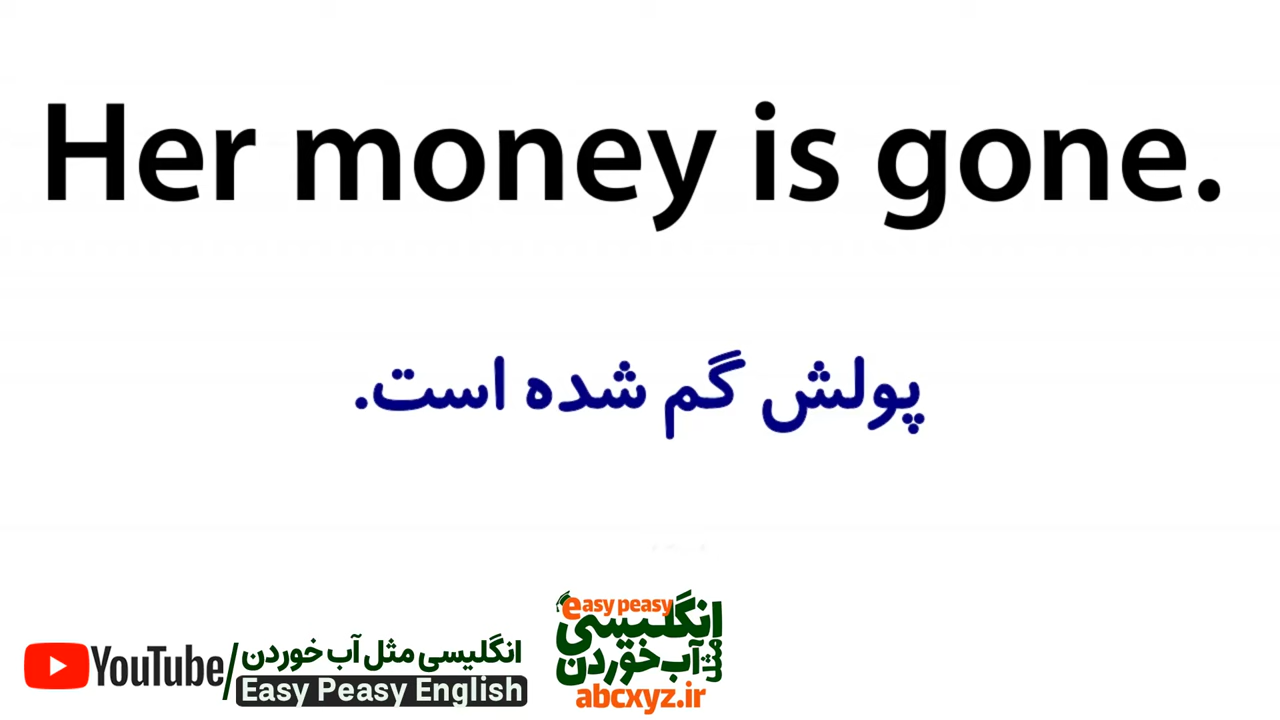 Her money is gone.
پولش گم شده است.
YouTube/انگلیسی مثل آب خوردن
Easy Peasy English
easy peasy
انگلیسی
مثل
آب خوردن
abcxyz.ir